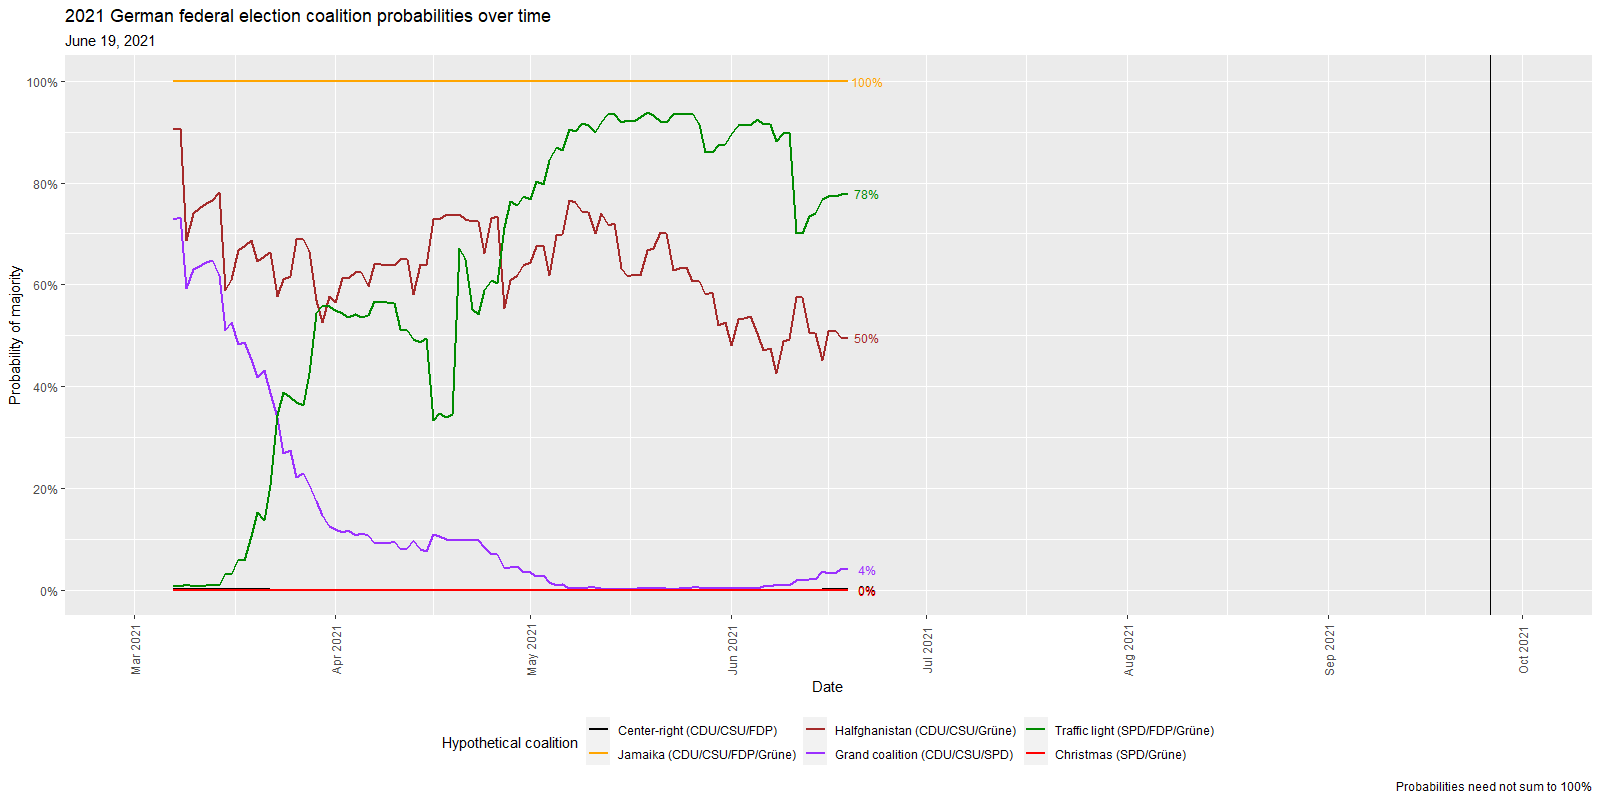 2021 German federal election coalition probabilities over time
June 19, 2021
Probability of majority
100%
80%
60%
40%
20%
0%
100%
78%
50%
4%
0%
0%
Mar 2021
Apr 2021
May 2021
Jun 2021
Jul 2021
Aug 2021
Sep 2021
Oct 2021
Date
Hypothetical coalition
Center-right (CDU/CSU/FDP)
Halfghanistan (CDU/CSU/Grüne)
Traffic light (SPD/FDP/Grüne)
Jamaika (CDU/CSU/FDP/Grüne)
Grand coalition (CDU/CSU/SPD)
Christmas (SPD/Grüne)
Probabilities need not sum to 100%